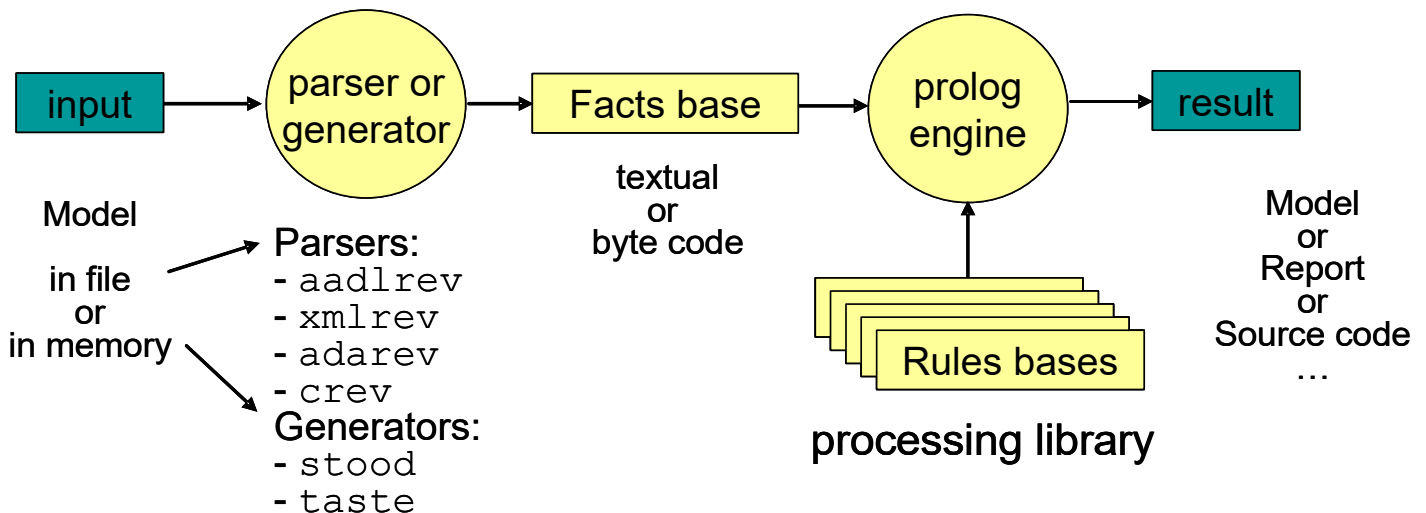 input
parser or
generator
Facts base
prolog
engine
result
Model
in file
or
in memory
Parsers:
- aadlrev
- xmlrev
- adarev
- crev
Generators:
- stood
- taste
textual
or
byte code
Rules bases
processing library
Model
or
Report
or
Source code
...